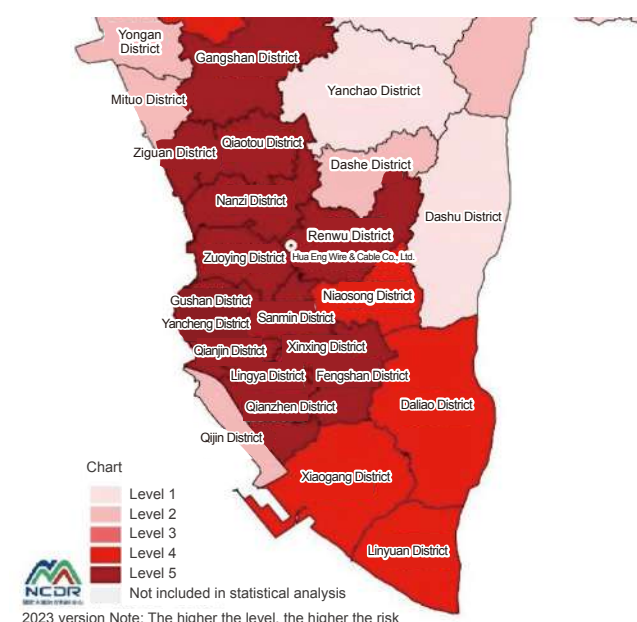 Yongan
District
Gangshan District
Yanchao District
Mituo District
Ziguan District
Qiaotou District
Dashe District
Nanzi District
Dashu District
Renwu District
Zuoying District
Hua Eng Wire & Cable Co., Ltd.
Gushan District
Niaosong District
Yancheng District
Sanmin District
Qianjin District
Xinxing District
Lingya District
Fengshan District
Qianzhen District
Daliao District
Qijin District
Xiaogang District
Linyuan District
Chart
Level 1
Level 2
Level 3
Level 4
Level 5
Not included in statistical analysis
NCDR
2023 version Note: The higher the level, the higher the risk